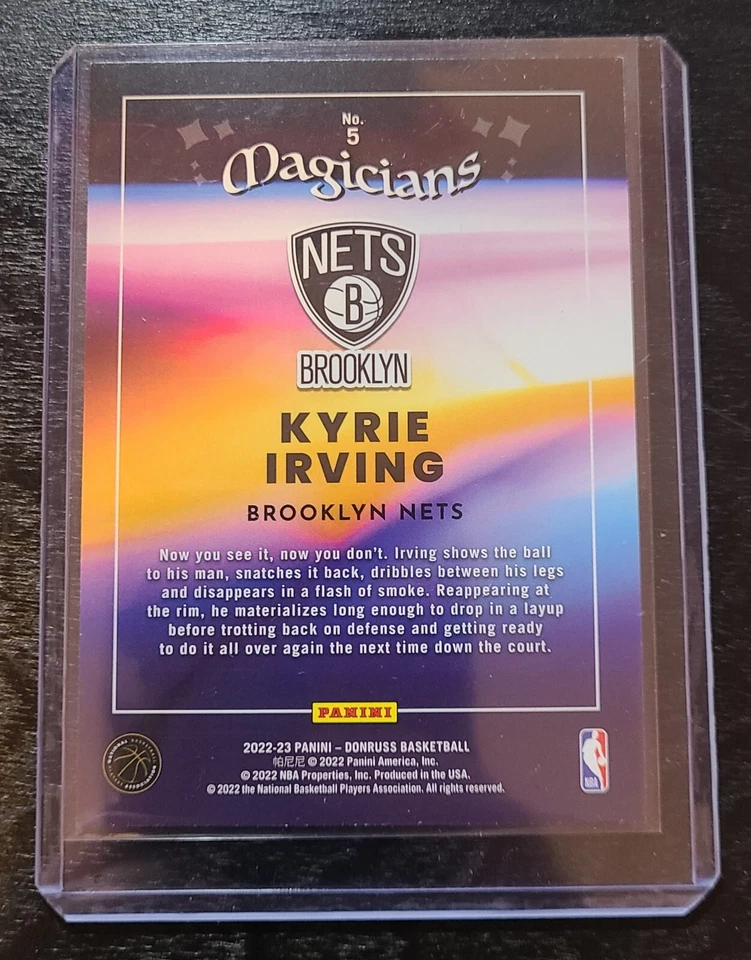 No.
5
Magicians
NETS
B
BROOKLYN
KYRIE
IRVING
BROOKLYN NETS
Now you see it, now you don't. Irving shows the ball
to his man, snatches it back, dribbles between his legs
and disappears in a flash of smoke. Reappearing at
the rim, he materializes long enough to drop in a layup
before trotting back on defense and getting ready
to do it all over again the next time down the court.
PANINI
2022-23 PANINI – DONRUSS BASKETBALL
帕尼尼 © 2022 Panini America, Inc.
© 2022 NBA Properties, Inc. Produced in the USA.
© 2022 the National Basketball Players Association. All rights reserved.
NATIONAL BASKETBALL PLAYERS ASSOCIATION
NBA